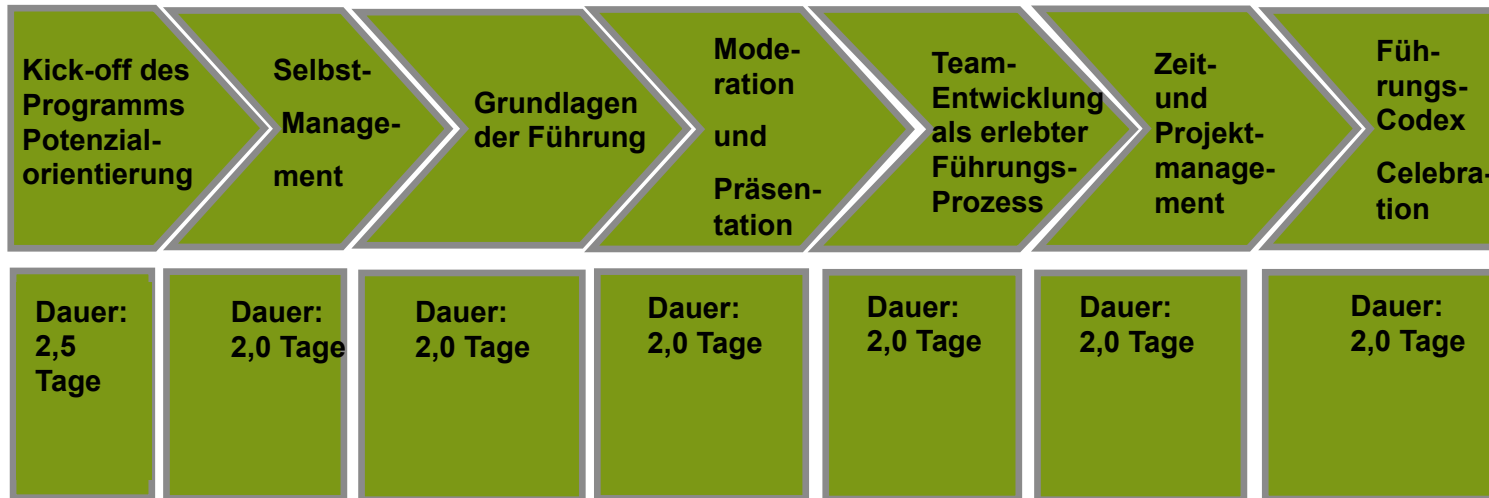 Kick-off des
Programms
Potenzial-
orientierung
Selbst-
Manage-
ment
Grundlagen
der Führung
Mode-
ration
und
Präsen-
tation
Team-
Entwicklung
als erlebter
Führungs-
Prozess
Zeit-
und
Projekt-
manage-
ment
Füh-
rungs-
Codex
Celebra-
tion
Dauer:
2,5
Tage
Dauer:
2,0 Tage
Dauer:
2,0 Tage
Dauer:
2,0 Tage
Dauer:
2,0 Tage
Dauer:
2,0 Tage
Dauer:
2,0 Tage